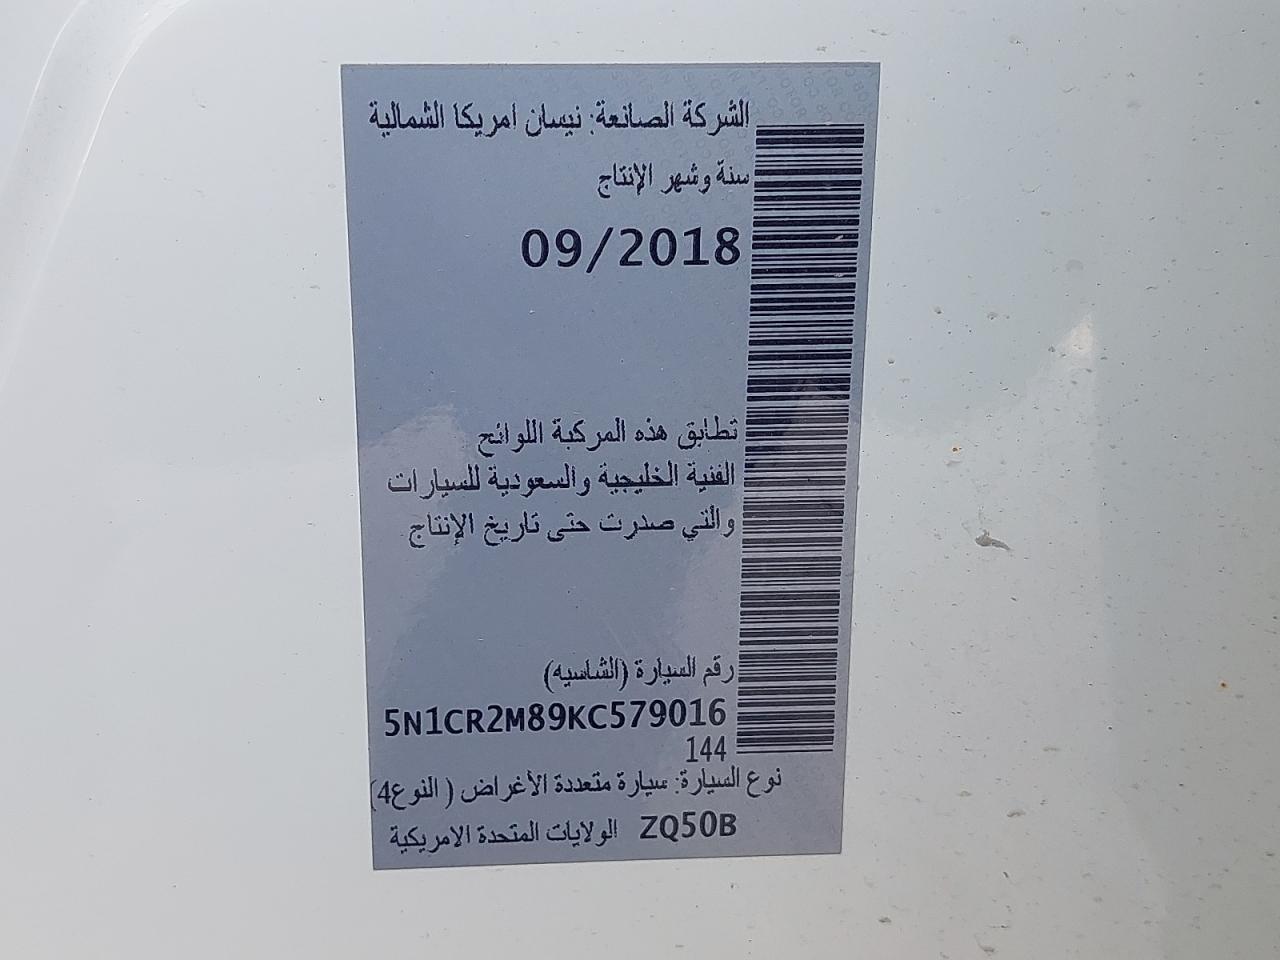 الشركة الصانعة: نيسان امريكا الشمالية
سنة وشهر الإنتاج
09/2018
تطابق هذه المركبة اللوائح
الفنية الخليجية والسعودية للسيارات
والتي صدرت حتى تاريخ الإنتاج
رقم السيارة (الشاسيه)
5N1CR2M89KC579016
144
نوع السيارة: سيارة متعددة الأغراض ( النوع4)
ZQ50B الولايات المتحدة الامريكية